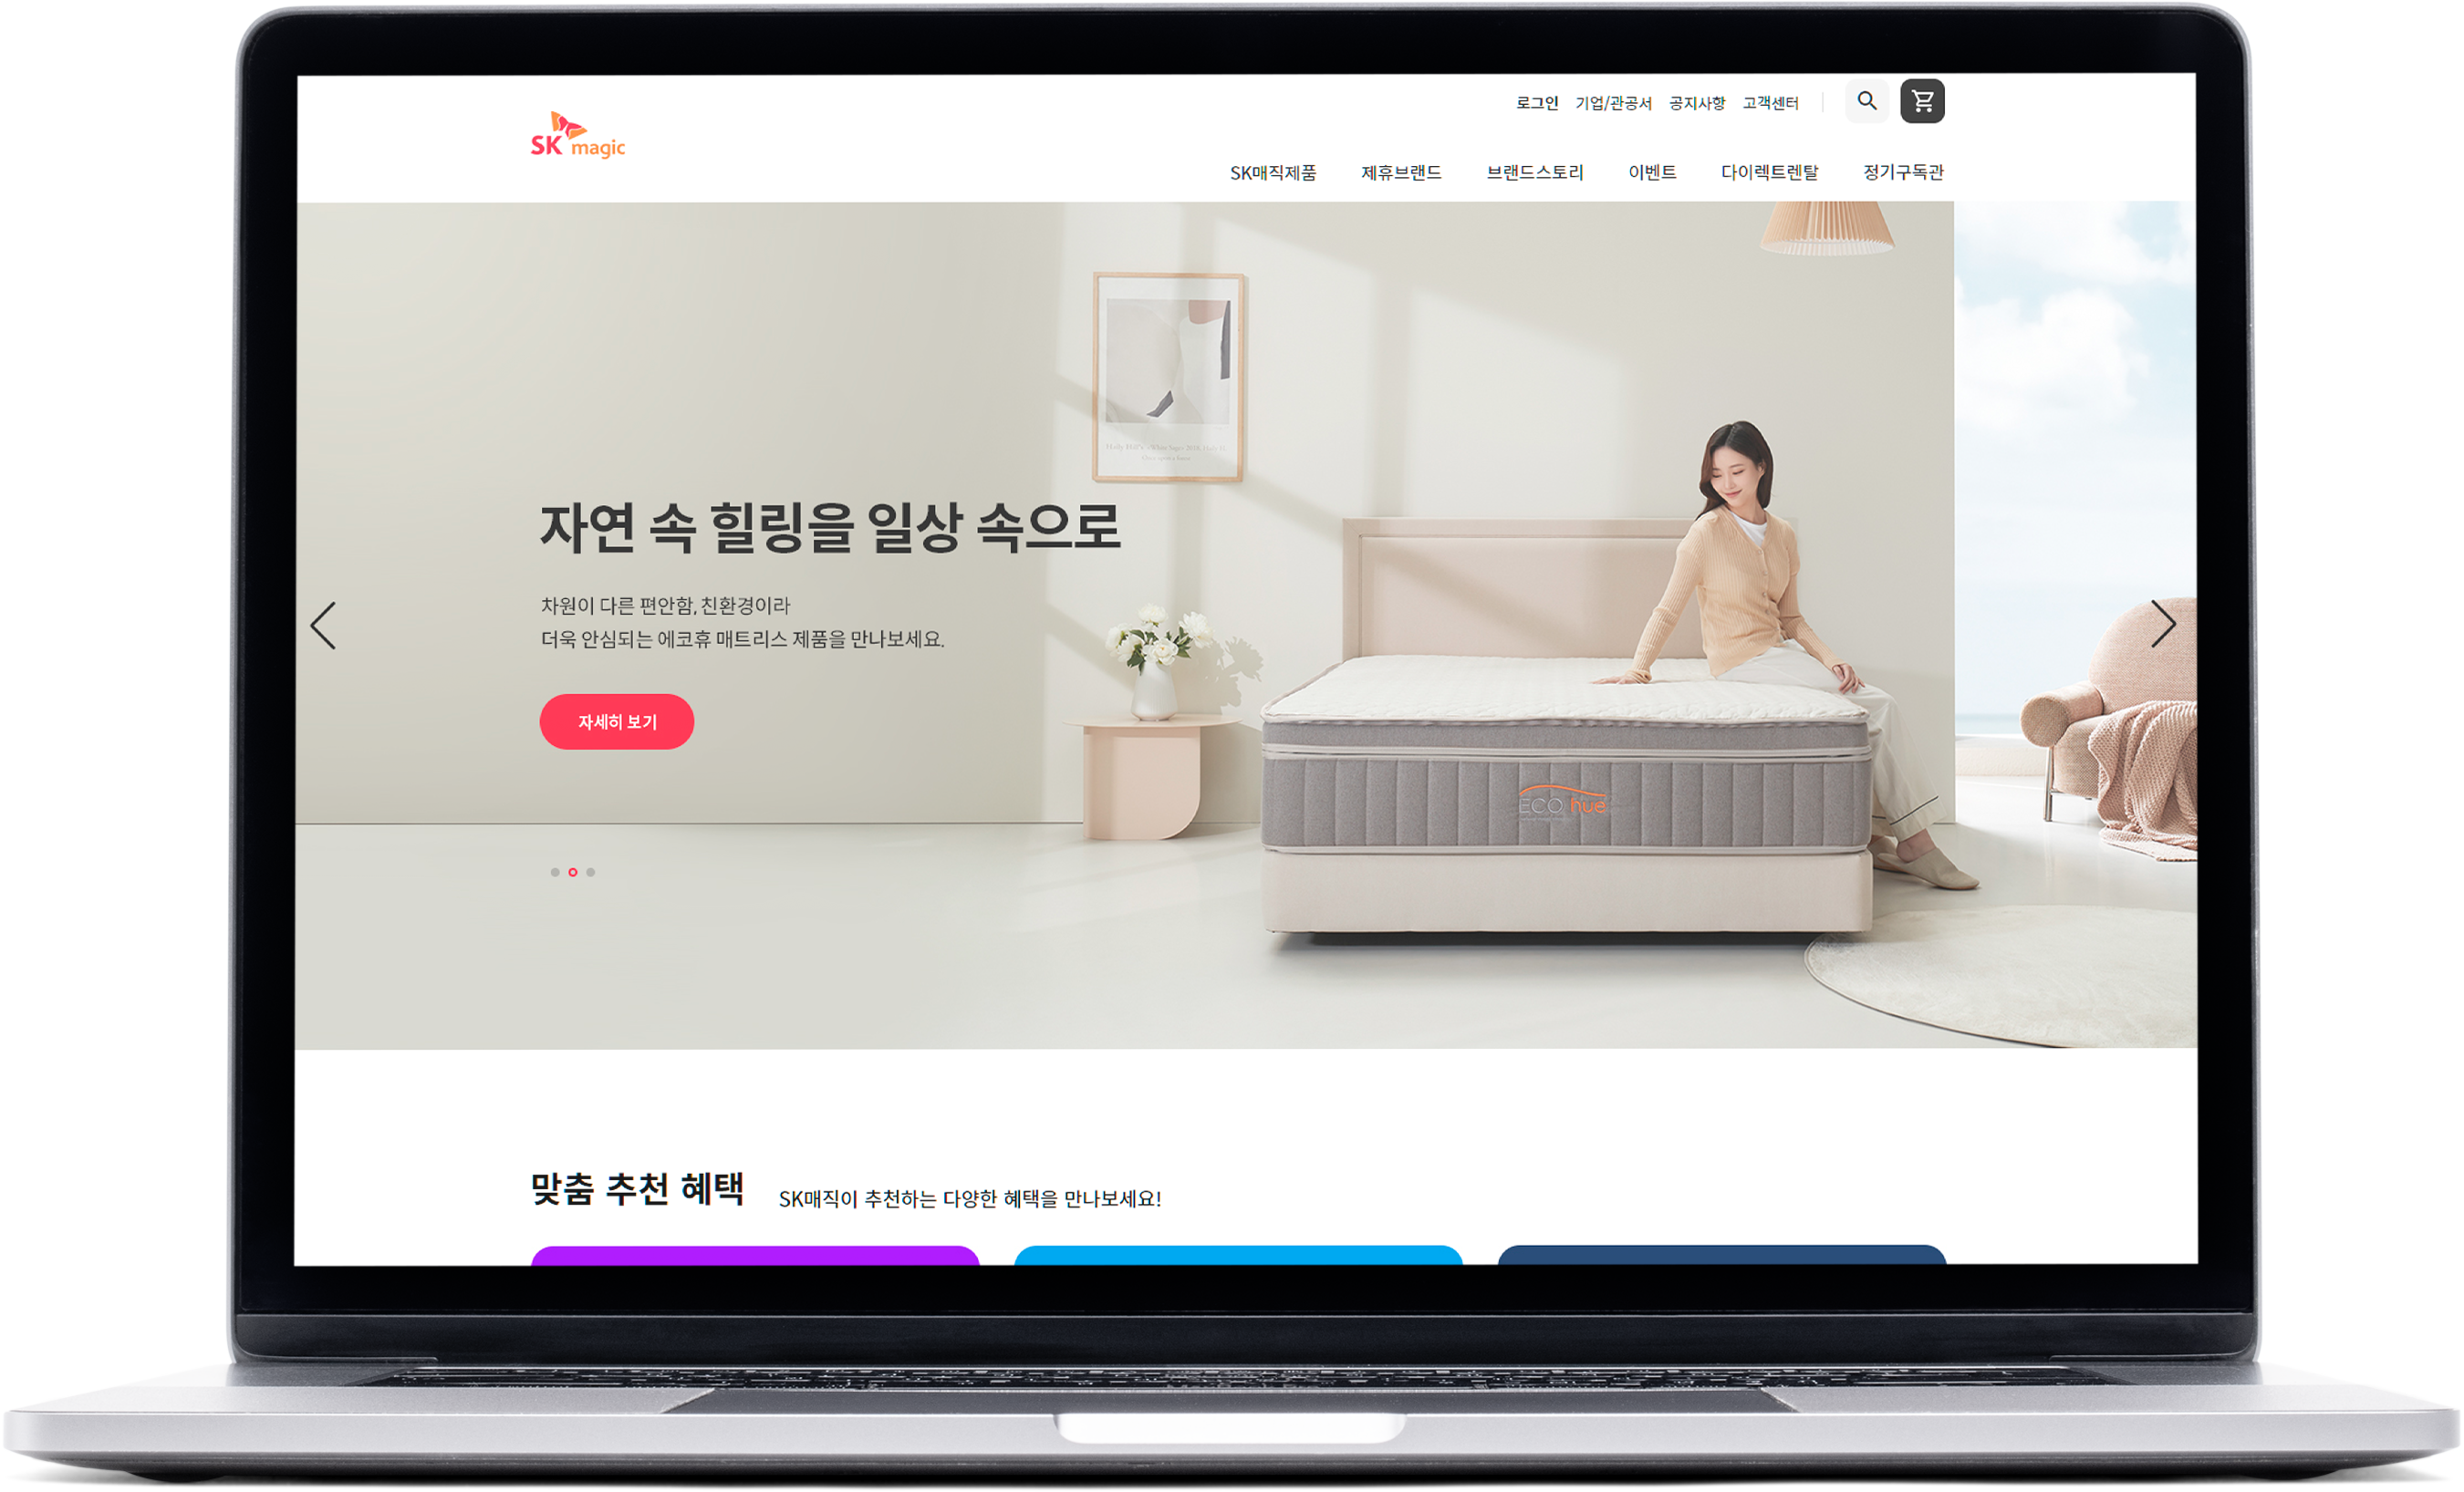 SK magic
로그인 기업/관공서 공지사항 고객센터
SK매직제품 제휴브랜드 브랜드스토리 이벤트 다이렉트렌탈 정기구독관
자연 속 힐링을 일상 속으로
차원이 다른 편안함, 친환경이라
더욱 안심되는 에코휴 매트리스 제품을 만나보세요.
자세히 보기
ECO hue
맞춤 추천 혜택 SK매직이 추천하는 다양한 혜택을 만나보세요!